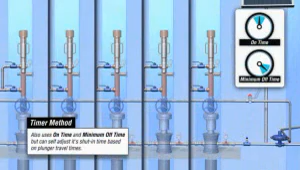 On Time
Minimum Off Time
Timer Method
Also uses On Time and Minimum Off Time
but can self adjust it's shut-in time based
on plunger travel times.